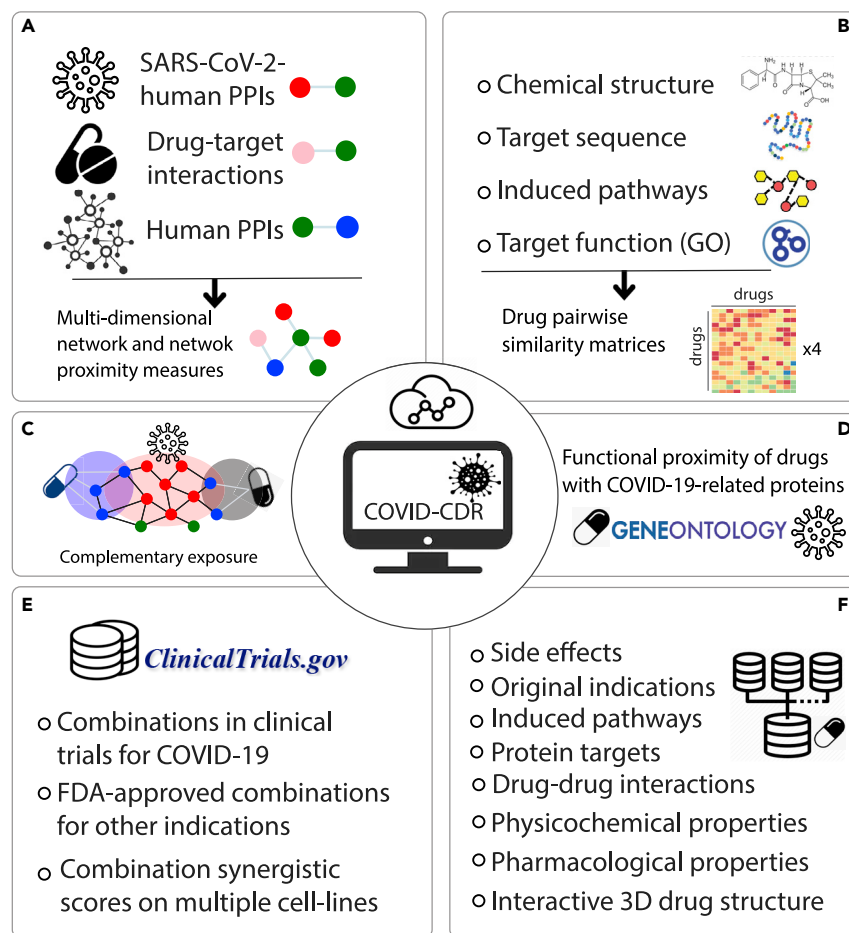 A
SARS-CoV-2-
human PPIs
Drug-target
interactions
Human PPIs
Multi-dimensional
network and netwok
proximity measures
B
Chemical structure
NH2
H
N
H
S
CH3
CH3
O
O
N
H
O
OH
Target sequence
Induced pathways
Target function (GO)
Drug pairwise
similarity matrices
drugs
drugs
x4
C
Complementary exposure
COVID-CDR
D
Functional proximity of drugs
with COVID-19-related proteins
GENEONTOLOGY
E
ClinicalTrials.gov
Combinations in clinical
trials for COVID-19
FDA-approved combinations
for other indications
Combination synergistic
scores on multiple cell-lines
F
Side effects
Original indications
Induced pathways
Protein targets
Drug-drug interactions
Physicochemical properties
Pharmacological properties
Interactive 3D drug structure